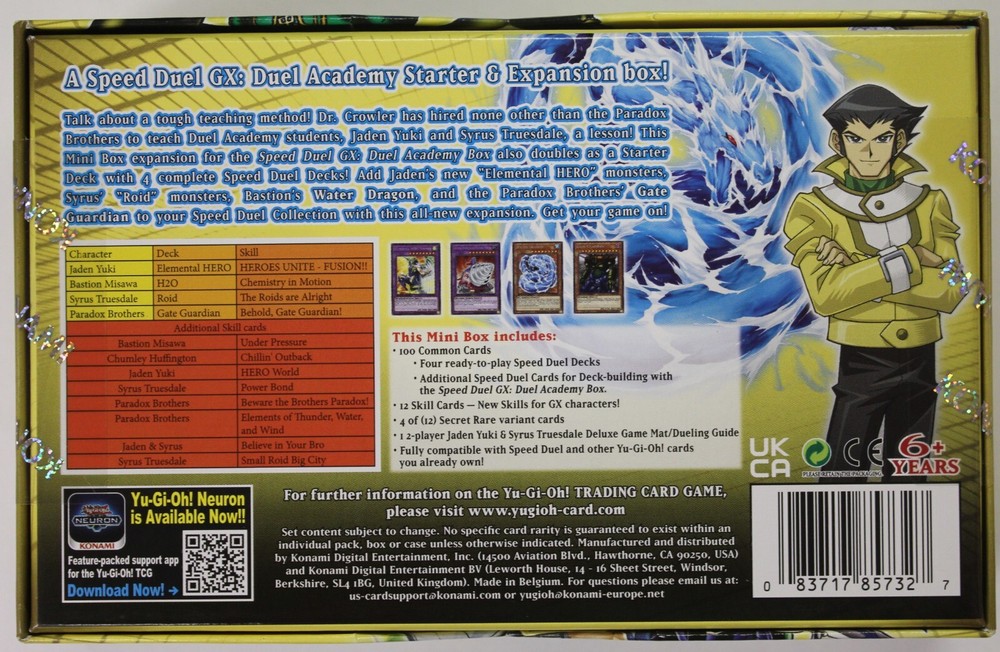 A Speed Duel GX: Duel Academy Starter & Expansion box!
Talk about a tough teaching method! Dr. Crowler has hired none other than the Paradox
Brothers to teach Duel Academy students, Jaden Yuki and Syrus Truesdale, a lesson! This
Mini Box expansion for the Speed Duel GX: Duel Academy Box also doubles as a Starter
Deck with 4 complete Speed Duel Decks! Add Jaden's new "Elemental HERO" monsters,
Syrus' "Roid" monsters, Bastion's Water Dragon, and the Paradox Brothers' Gate
Guardian to your Speed Duel Collection with this all-new expansion. Get your game on!
Character Deck Skill
Jaden Yuki Elemental HERO HEROES UNITE - FUSION!!
Bastion Misawa H2O Chemistry in Motion
Syrus Truesdale Roid The Roids are Alright
Paradox Brothers Gate Guardian Behold, Gate Guardian!
Additional Skill cards
Bastion Misawa Under Pressure
Chumley Huffington Chillin' Outback
Jaden Yuki HERO World
Syrus Truesdale Power Bond
Paradox Brothers Beware the Brothers Paradox!
Paradox Brothers Elements of Thunder, Water,
and Wind
Jaden & Syrus Believe in Your Bro
Syrus Truesdale Small Roid Big City
This Mini Box includes:
• 100 Common Cards
• Four ready-to-play Speed Duel Decks
• Additional Speed Duel Cards for Deck-building with
the Speed Duel GX: Duel Academy Box.
• 12 Skill Cards — New Skills for GX characters!
• 4 of (12) Secret Rare variant cards
• 1 2-player Jaden Yuki & Syrus Truesdale Deluxe Game Mat/Dueling Guide
• Fully compatible with Speed Duel and other Yu-Gi-Oh! cards
you already own!
UK
CA
CE
PLEASE RETAIN THE PACKAGING
6+
YEARS
NEURON
KONAMI
Yu-Gi-Oh! Neuron
is Available Now!!
Feature-packed support app
for the Yu-Gi-Oh! TCG
Download Now! →
For further information on the Yu-Gi-Oh! TRADING CARD GAME,
please visit www.yugioh-card.com
Set content subject to change. No specific card rarity is guaranteed to exist within an
individual pack, box or case unless otherwise indicated. Manufactured and distributed
by Konami Digital Entertainment, Inc. (14500 Aviation Blvd., Hawthorne, CA 90250, USA)
and Konami Digital Entertainment BV (Leworth House, 14 - 16 Sheet Street, Windsor,
Berkshire, SL4 1BG, United Kingdom). Made in Belgium. For questions please email us at:
us-cardsupport@konami.com or yugioh@konami-europe.net
0 83717 85732 7